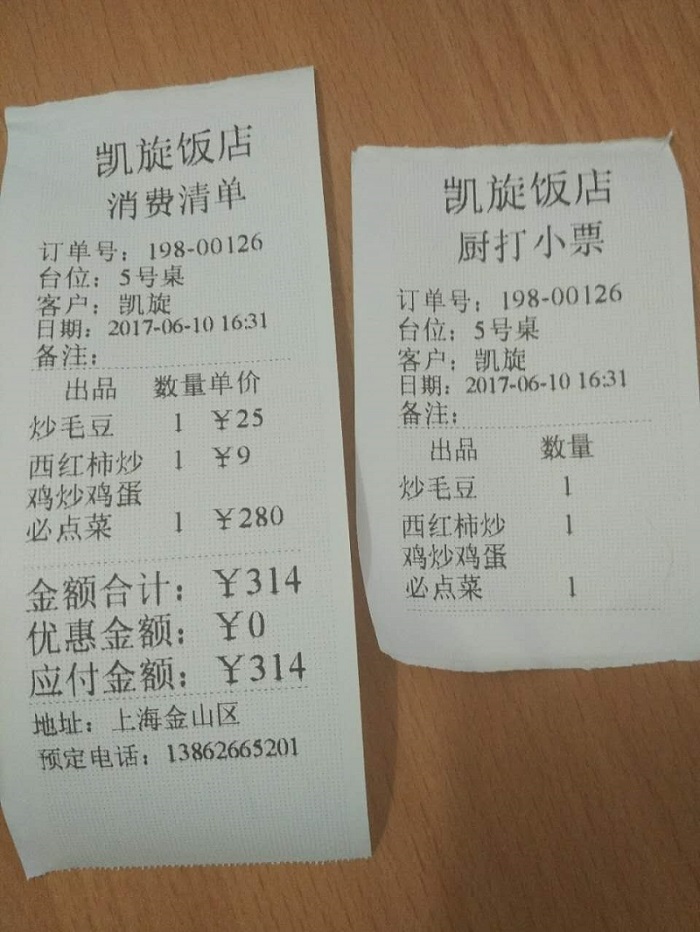 凯旋饭店
消费清单
订单号：198-00126
台位：5号桌
客户：凯旋
日期：2017-06-10 16:31
备注：
出品 数量单价
炒毛豆 1 ￥25
西红柿炒 1 ￥9
鸡炒鸡蛋
必点菜 1 ￥280
金额合计：￥314
优惠金额：￥0
应付金额：￥314
地址：上海金山区
预定电话：13862665201
凯旋饭店
厨打小票
订单号：198-00126
台位：5号桌
客户：凯旋
日期：2017-06-10 16:31
备注：
出品 数量
炒毛豆 1
西红柿炒 1
鸡炒鸡蛋
必点菜 1